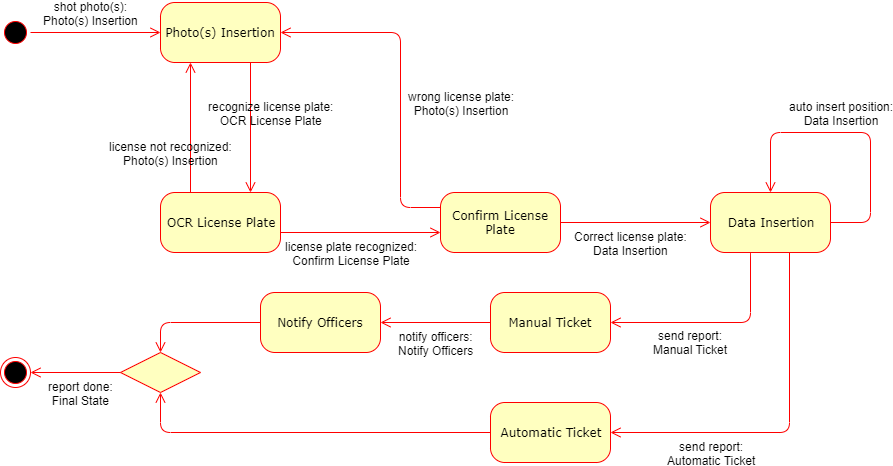 shot photo(s):
Photo(s) Insertion
Photo(s) Insertion
wrong license plate:
Photo(s) Insertion
recognize license plate:
OCR License Plate
auto insert position:
Data Insertion
license not recognized:
Photo(s) Insertion
OCR License Plate
Confirm License
Plate
Data Insertion
license plate recognized:
Confirm License Plate
Correct license plate:
Data Insertion
Notify Officers
notify officers:
Notify Officers
Manual Ticket
send report:
Manual Ticket
report done:
Final State
Automatic Ticket
send report:
Automatic Ticket